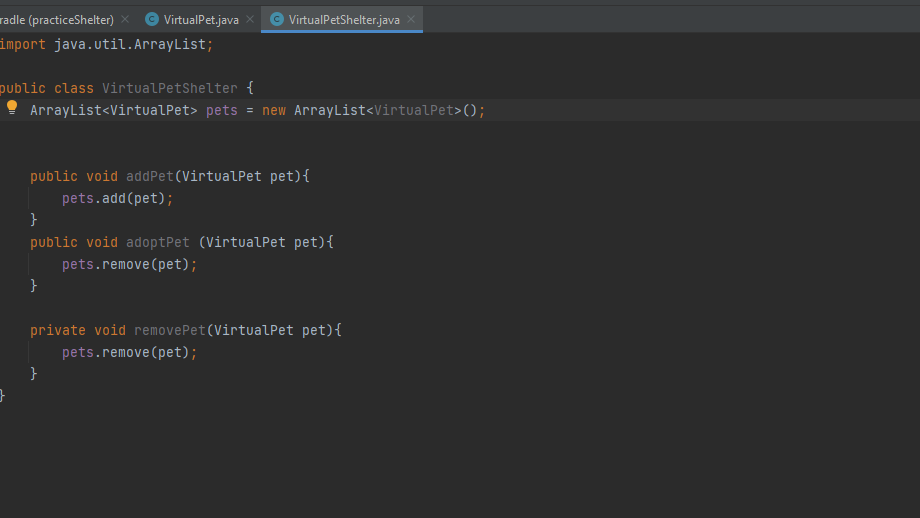 radle (practiceShelter) × C VirtualPet.java × C VirtualPetShelter.java ×
import java.util.ArrayList;
public class VirtualPetShelter {
ArrayList<VirtualPet> pets = new ArrayList<VirtualPet>();
public void addPet(VirtualPet pet){
pets.add(pet);
}
public void adoptPet (VirtualPet pet){
pets.remove(pet);
}
private void removePet(VirtualPet pet){
pets.remove(pet);
}
}